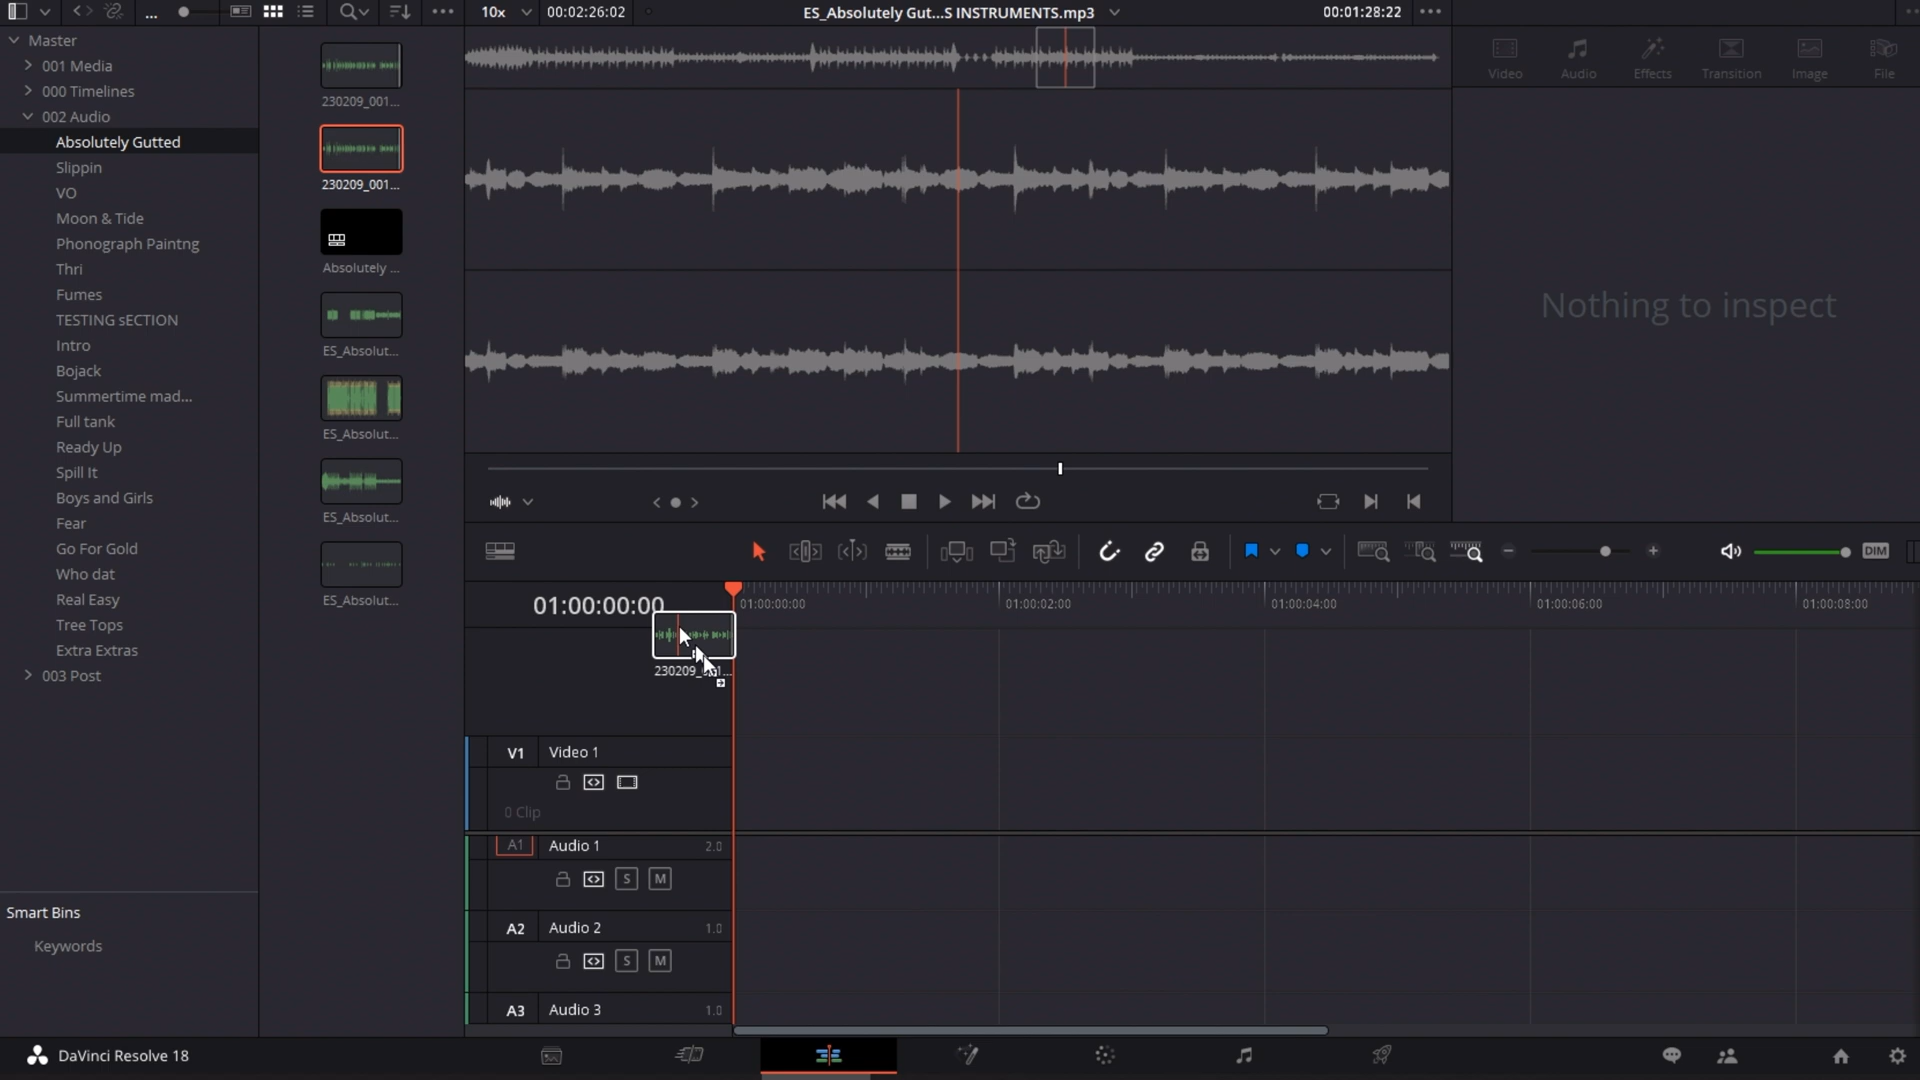 10x
00:02:26:02
ES_Absolutely Gut...S INSTRUMENTS.mp3
00:01:28:22
Master
001 Media
000 Timelines
002 Audio
Absolutely Gutted
Slippin
VO
Moon & Tide
Phonograph Paintng
Thri
Fumes
TESTING sECTION
Intro
Bojack
Summertime mad...
Full tank
Ready Up
Spill It
Boys and Girls
Fear
Go For Gold
Who dat
Real Easy
Tree Tops
Extra Extras
003 Post
Smart Bins
Keywords
230209_001...
230209_001...
Absolutely ...
ES_Absolut...
ES_Absolut...
ES_Absolut...
ES_Absolut...
Video
Audio
Effects
Transition
Image
File
Nothing to inspect
DIM
01:00:00:00
01:00:00:00
01:00:02:00
01:00:04:00
01:00:06:00
01:00:08:00
V1 Video 1
0 Clip
A1 Audio 1 2.0
S M
A2 Audio 2 1.0
S M
A3 Audio 3 1.0
DaVinci Resolve 18